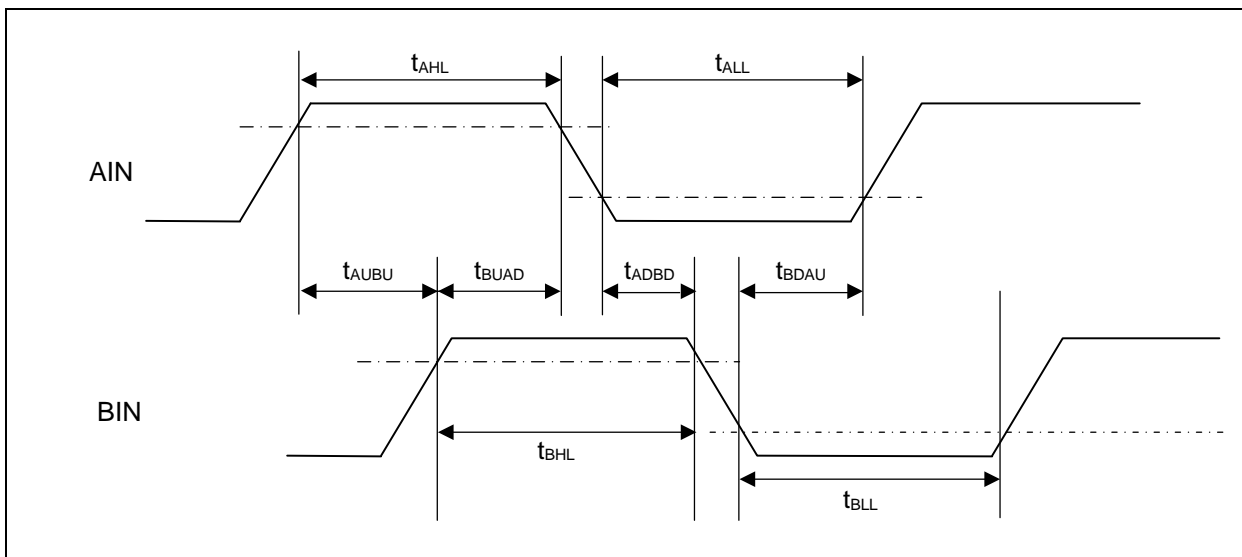 tAHL tALL
AIN
tAUBU tBUAD tADBD tBDAU
BIN
tBHL
tBLL